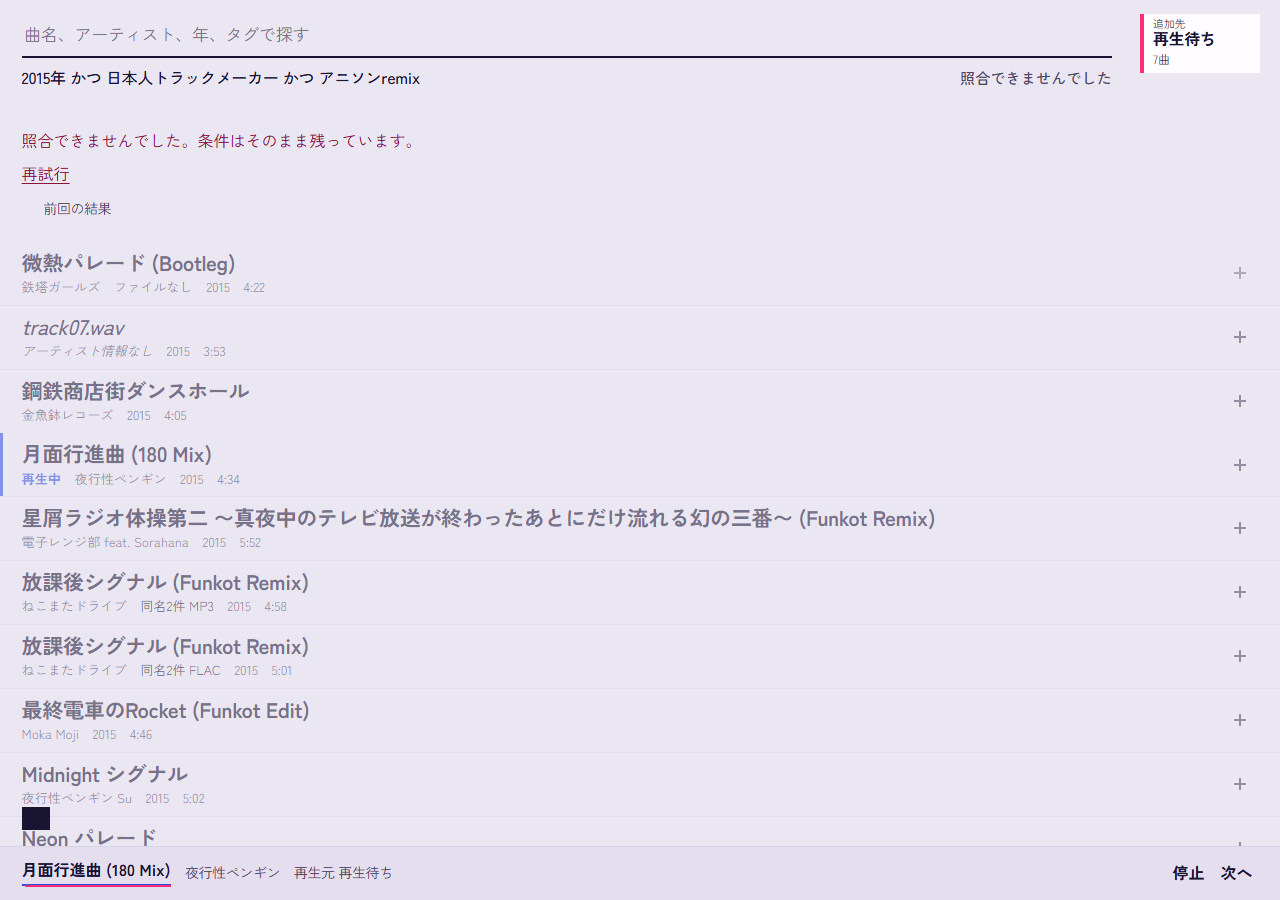 曲名、アーティスト、年、タグで探す
追加先
再生待ち
7曲
2015年 かつ 日本人トラックメーカー かつ アニソンremix
照合できませんでした
照合できませんでした。条件はそのまま残っています。
再試行
前回の結果
微熱パレード (Bootleg)
鉄塔ガールズ ファイルなし 2015 4:22
track07.wav
アーティスト情報なし 2015 3:53
鋼鉄商店街ダンスホール
金魚鉢レコーズ 2015 4:05
月面行進曲 (180 Mix)
再生中 夜行性ペンギン 2015 4:34
星屑ラジオ体操第二 〜真夜中のテレビ放送が終わったあとにだけ流れる幻の三番〜 (Funkot Remix)
電子レンジ部 feat. Sorahana 2015 5:52
放課後シグナル (Funkot Remix)
ねこまたドライブ 同名2件 MP3 2015 4:58
放課後シグナル (Funkot Remix)
ねこまたドライブ 同名2件 FLAC 2015 5:01
最終電車のRocket (Funkot Edit)
Moka Moji 2015 4:46
Midnight シグナル
夜行性ペンギン Su 2015 5:02
Neon パレード
月面行進曲 (180 Mix) 夜行性ペンギン 再生元 再生待ち
停止 次へ